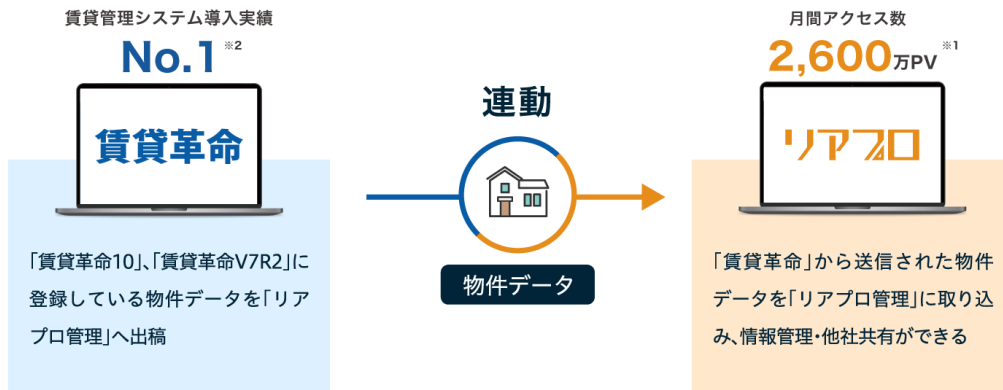 賃貸管理システム導入実績
No.1 ※2
賃貸革命
「賃貸革命10」、「賃貸革命V7R2」に
登録している物件データを「リア
プロ管理」へ出稿
連動
物件データ
月間アクセス数
2,600万PV ※1
リアプロ
「賃貸革命」から送信された物件
データを「リアプロ管理」に取り込
み、情報管理・他社共有ができる